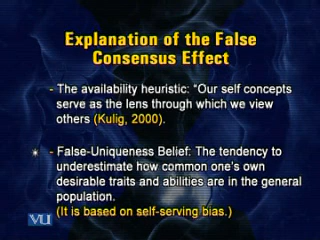 Explanation of the False
Consensus Effect
- The availability heuristic: “Our self concepts
serve as the lens through which we view
others (Kulig, 2000).
- False-Uniqueness Belief: The tendency to
underestimate how common one’s own
desirable traits and abilities are in the general
population.
(It is based on self-serving bias.)
VU